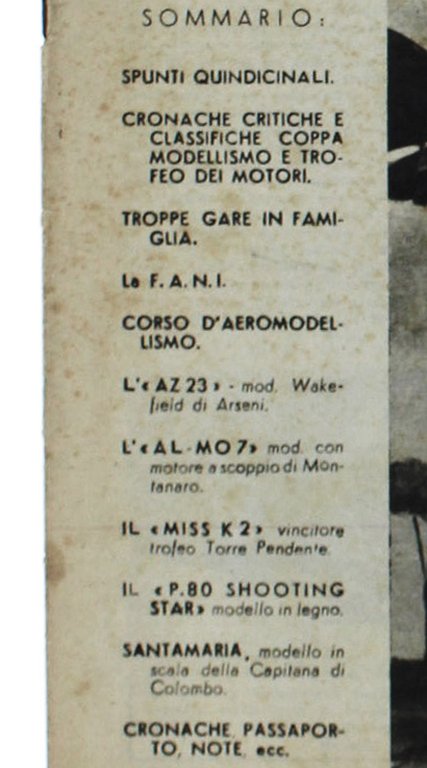 SOMMARIO:
SPUNTI QUINDICINALI.
CRONACHE CRITICHE E
CLASSIFICHE COPPA
MODELLISMO E TRO-
FEO DEI MOTORI.
TROPPE GARE IN FAMI-
GLIA.
La F. A. N. I.
CORSO D'AEROMODEL-
LISMO.
L'« AZ 23 » - mod. Wake-
field di Arseni.
L'« AL-MO 7» mod. con
motore a scoppio di Mon-
tanaro.
IL «MISS K 2» vincitore
trofeo Torre Pendente.
IL «P.80 SHOOTING
STAR» modello in legno.
SANTAMARIA, modello in
scala della Capitana di
Colombo.
CRONACHE, PASSAPOR-
TO, NOTE, ecc.